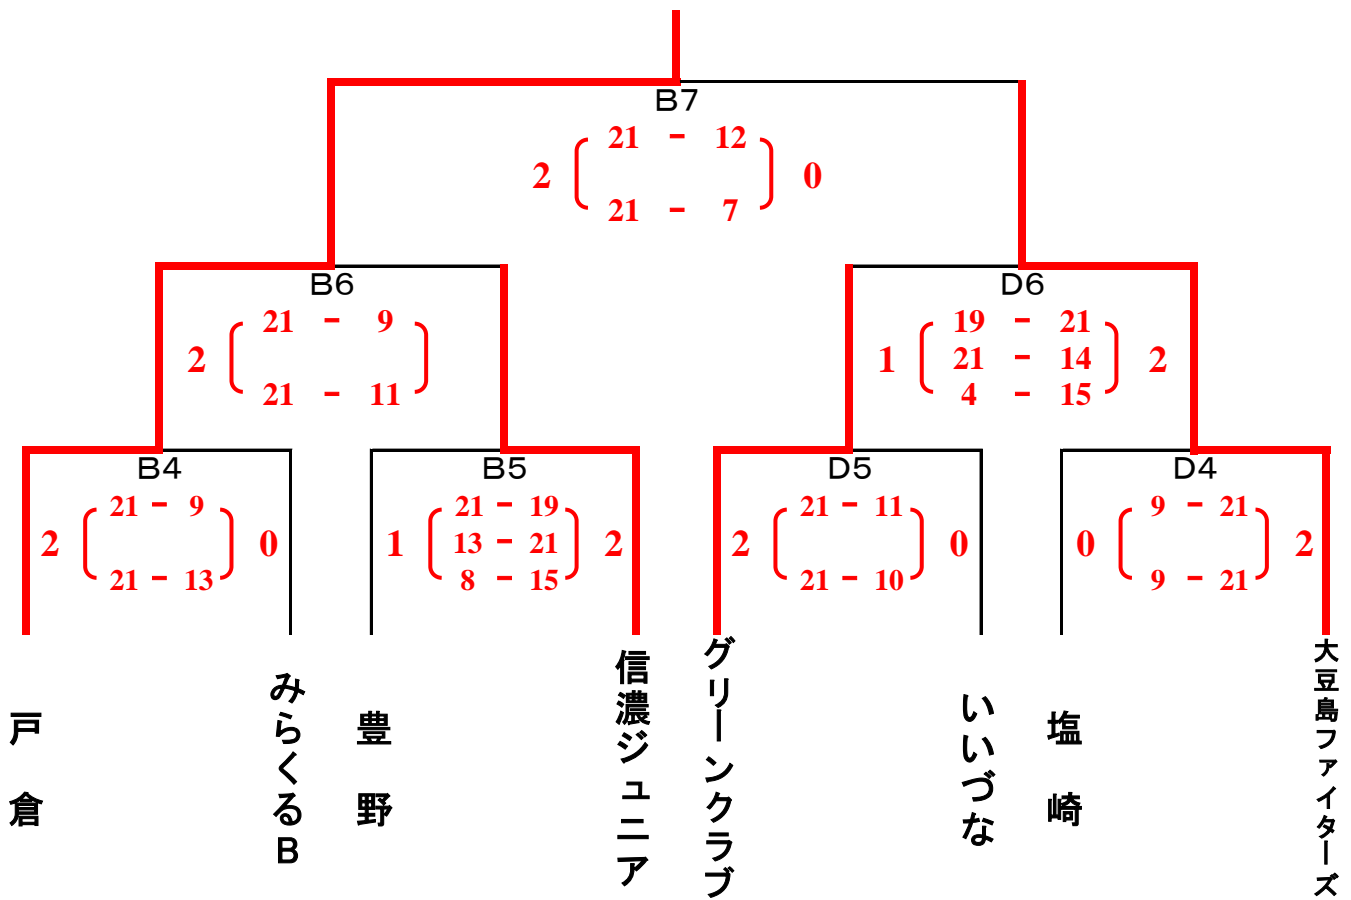 B7
21 - 12
2 0
21 - 7
B6 D6
21 - 9 19 - 21
2 1 21 - 14 2
21 - 11 4 - 15
B4 B5 D5 D4
21 - 9 21 - 19 21 - 11 9 - 21
2 0 1 13 - 21 2 2 0 0 2
21 - 13 8 - 15 21 - 10 9 - 21
戸倉
みらくるB
豊野
信濃ジュニア
グリーンクラブ
いいづな
塩崎
大豆島ファイターズ